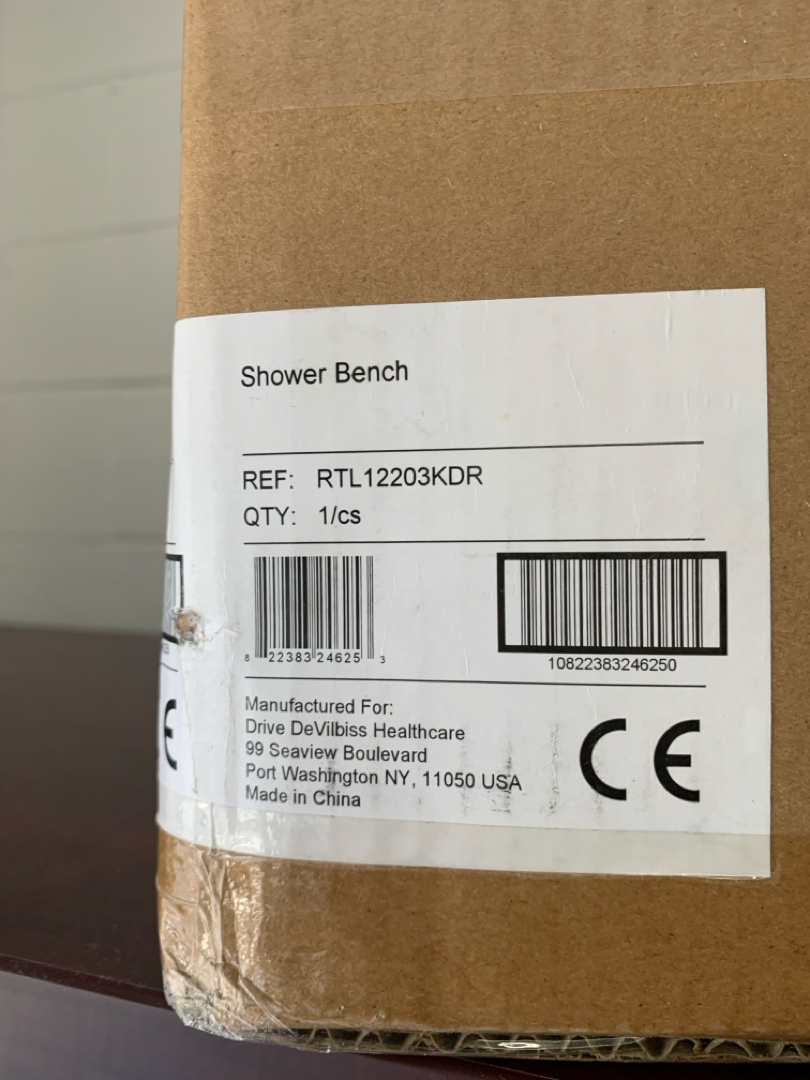 Shower Bench
REF: RTL12203KDR
QTY: 1/cs
8 22383 24625 3
10822383246250
Manufactured For:
Drive DeVilbiss Healthcare
99 Seaview Boulevard
Port Washington NY, 11050 USA
Made in China
CE